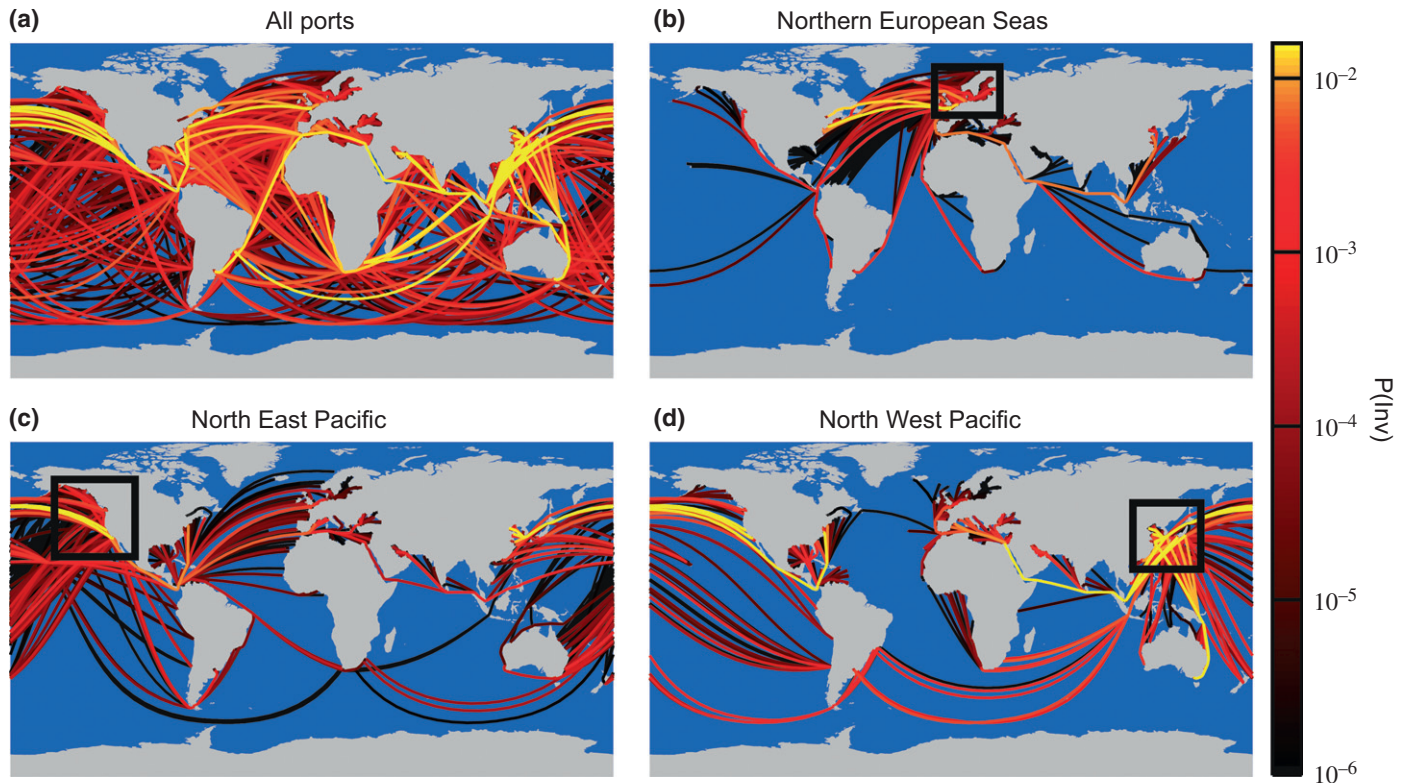 (a) All ports
(b) Northern European Seas
(c) North East Pacific
(d) North West Pacific
10⁻²
10⁻³
10⁻⁴
10⁻⁵
10⁻⁶
P(Inv)